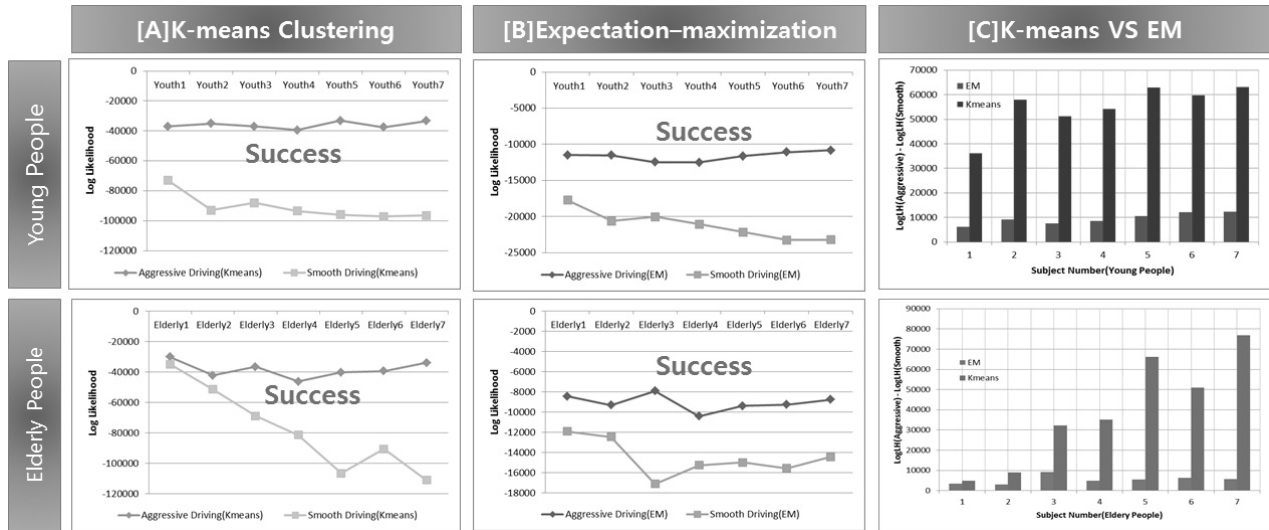 [A]K-means Clustering
[B]Expectation–maximization
[C]K-means VS EM
Young People
0
-20000
-40000
-60000
-80000
-100000
-120000
Log Likelihood
Youth1 Youth2 Youth3 Youth4 Youth5 Youth6 Youth7
Success
Aggressive Driving(Kmeans) Smooth Driving(Kmeans)
0
-5000
-10000
-15000
-20000
-25000
Log Likelihood
Youth1 Youth2 Youth3 Youth4 Youth5 Youth6 Youth7
Success
Aggressive Driving(EM) Smooth Driving(EM)
70000
60000
50000
40000
30000
20000
10000
0
LogLH(Aggressive) - LogLH(Smooth)
EM
Kmeans
1 2 3 4 5 6 7
Subject Number(Young People)
Elderly People
0
-20000
-40000
-60000
-80000
-100000
-120000
Log Likelihood
Elderly1 Elderly2 Elderly3 Elderly4 Elderly5 Elderly6 Elderly7
Success
Aggressive Driving(Kmeans) Smooth Driving(Kmeans)
0
-2000
-4000
-6000
-8000
-10000
-12000
-14000
-16000
-18000
Log Likelihood
Elderly1 Elderly2 Elderly3 Elderly4 Elderly5 Elderly6 Elderly7
Success
Aggressive Driving(EM) Smooth Driving(EM)
90000
80000
70000
60000
50000
40000
30000
20000
10000
0
LogLH(Aggressive) - LogLH(Smooth)
EM
Kmeans
1 2 3 4 5 6 7
Subject Number(Eldery People)